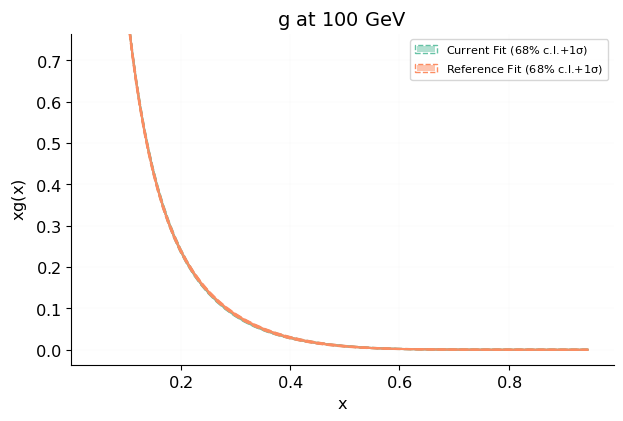 g at 100 GeV
Current Fit (68% c.l.+1σ)
Reference Fit (68% c.l.+1σ)
xg(x)
0.7
0.6
0.5
0.4
0.3
0.2
0.1
0.0
0.2 0.4 0.6 0.8
x